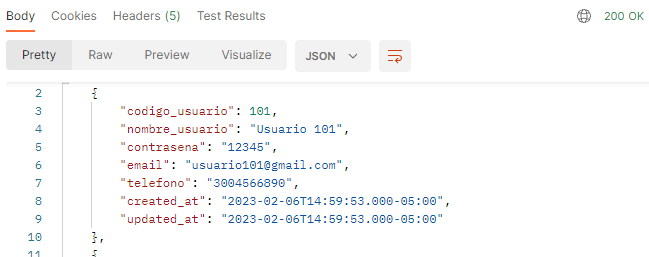 Body Cookies Headers (5) Test Results 200 OK
Pretty Raw Preview Visualize JSON
2 {
3 "codigo_usuario": 101,
4 "nombre_usuario": "Usuario 101",
5 "contrasena": "12345",
6 "email": "usuario101@gmail.com",
7 "telefono": "3004566890",
8 "created_at": "2023-02-06T14:59:53.000-05:00",
9 "updated_at": "2023-02-06T14:59:53.000-05:00"
10 },
11 {